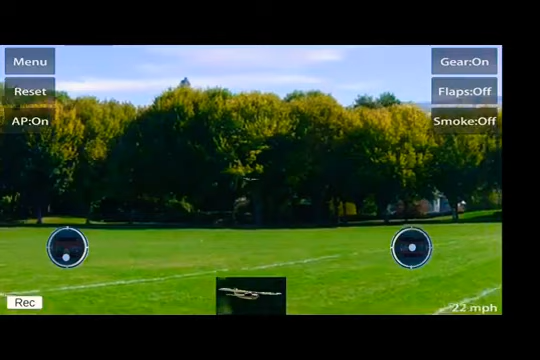 Menu
Gear:On
Reset
Flaps:Off
AP:On
Smoke:Off
Rec
22 mph